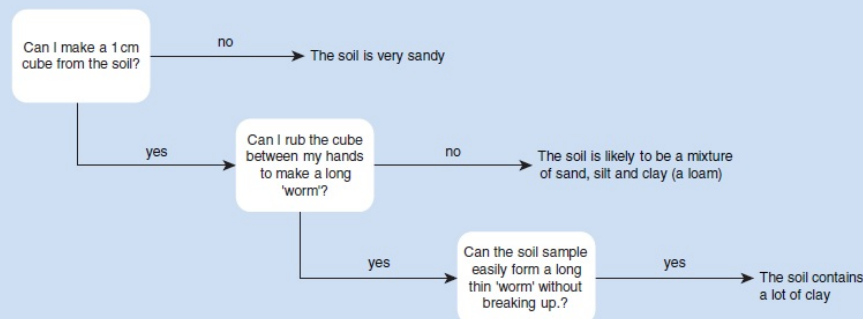 Can I make a 1 cm
cube from the soil?
no
The soil is very sandy
yes
Can I rub the cube
between my hands
to make a long
'worm'?
no
The soil is likely to be a mixture
of sand, silt and clay (a loam)
yes
Can the soil sample
easily form a long
thin 'worm' without
breaking up.?
yes
The soil contains
a lot of clay